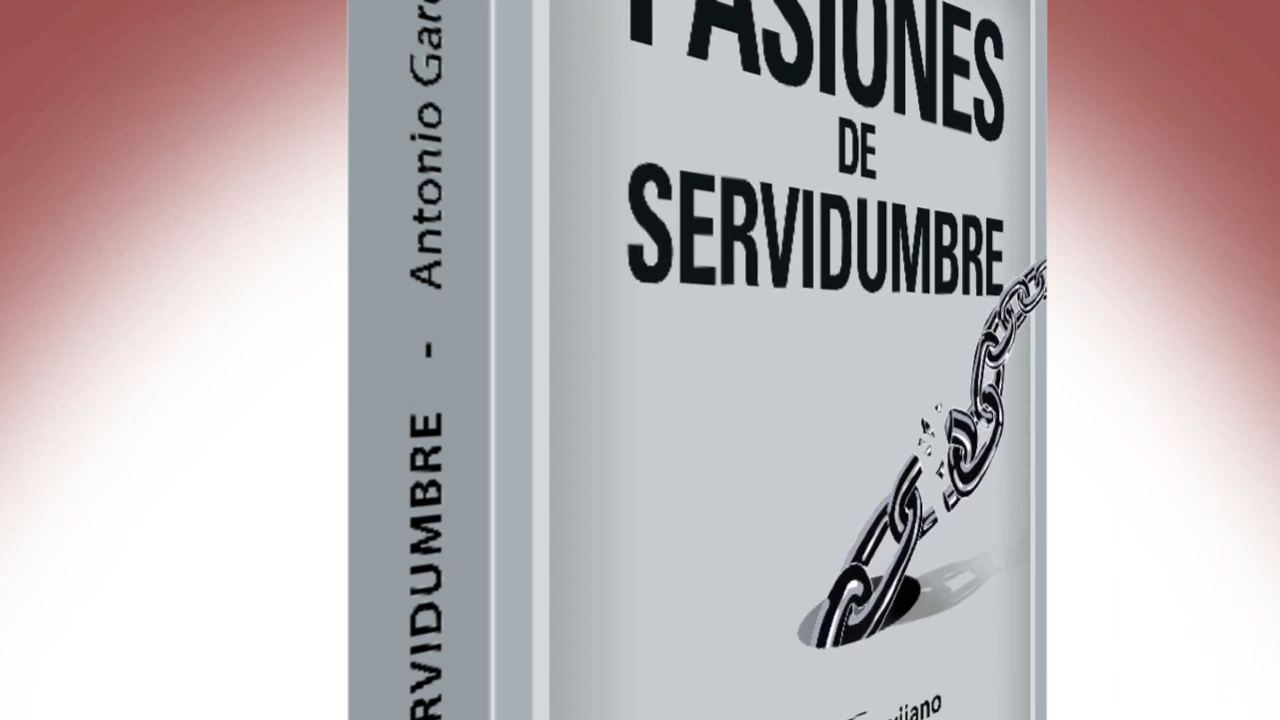 PASIONES
DE
SERVIDUMBRE
SERVIDUMBRE - Antonio